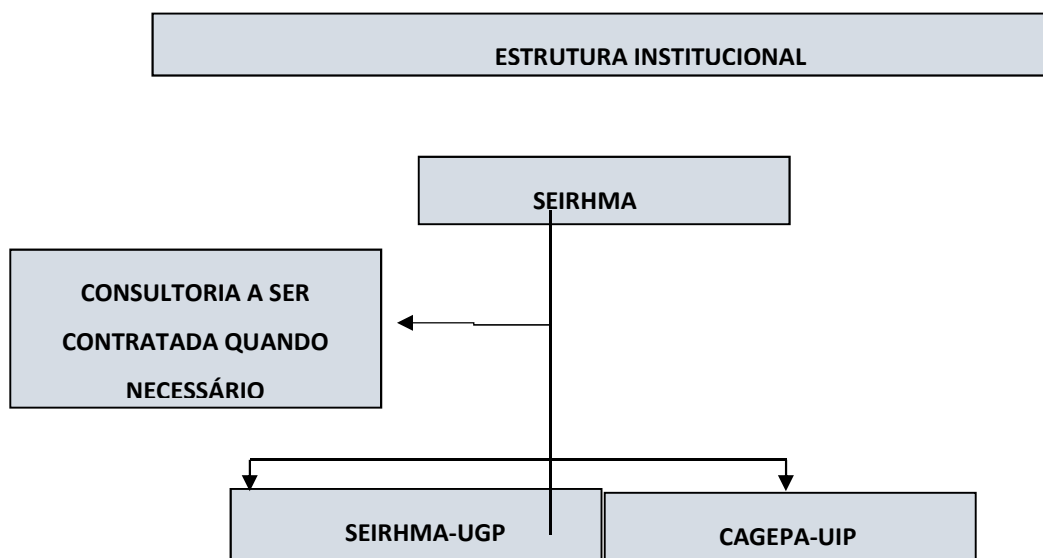 ESTRUTURA INSTITUCIONAL
SEIRHMA
CONSULTORIA A SER
CONTRATADA QUANDO
NECESSÁRIO
SEIRHMA-UGP
CAGEPA-UIP